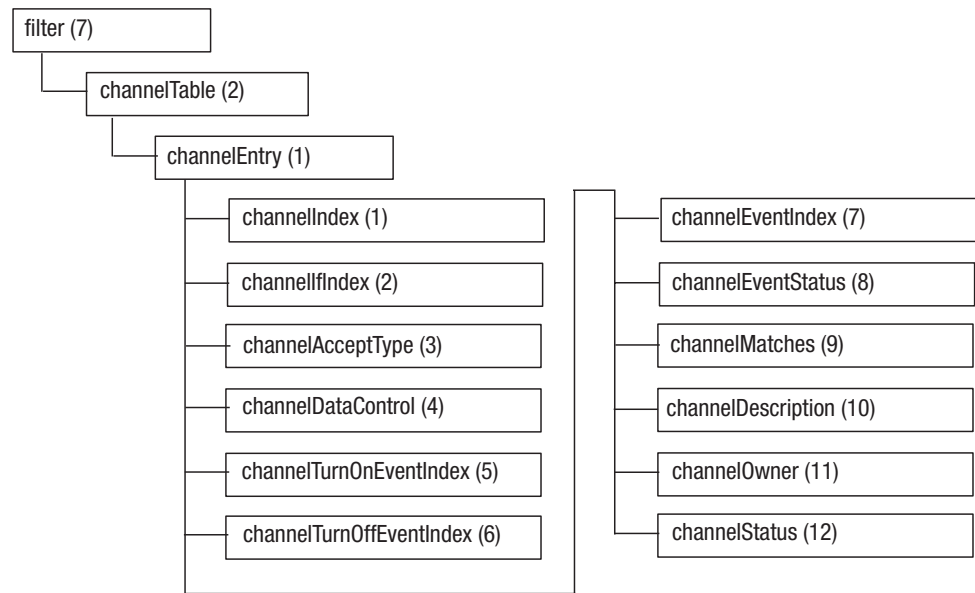 filter (7)
channelTable (2)
channelEntry (1)
channelIndex (1)
channelIfIndex (2)
channelAcceptType (3)
channelDataControl (4)
channelTurnOnEventIndex (5)
channelTurnOffEventIndex (6)
channelEventIndex (7)
channelEventStatus (8)
channelMatches (9)
channelDescription (10)
channelOwner (11)
channelStatus (12)